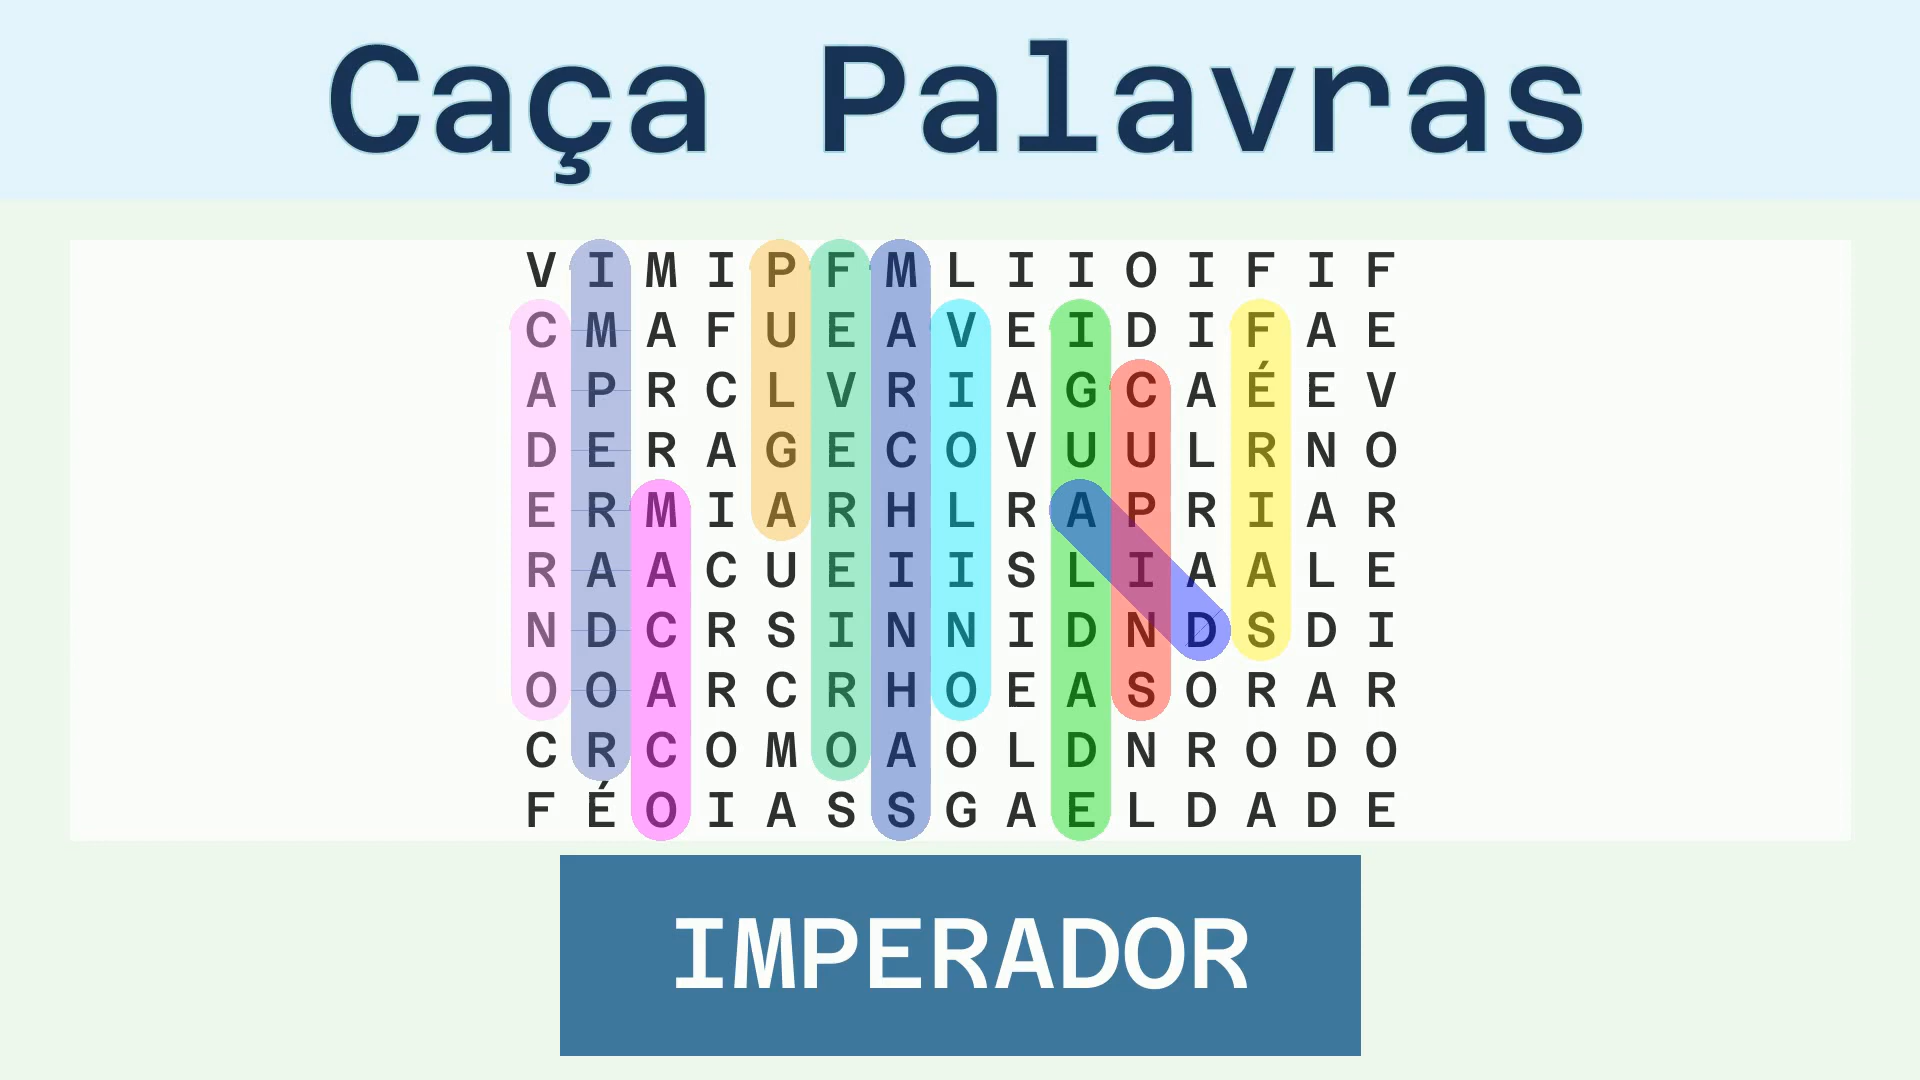 Caça Palavras
V I M I P F M L I I O I F I F
C M A F U E A V E I D I F A E
A P R C L V R I A G C A É E V
D E R A G E C O V U U L R N O
E R M I A R H L R A P R I A R
R A A C U E I I S L I A A L E
N D C R S I N N I D N D S D I
O O A R C R H O E A S O R A R
C R C O M O A O L D N R O D O
F É O I A S S G A E L D A D E
IMPERADOR